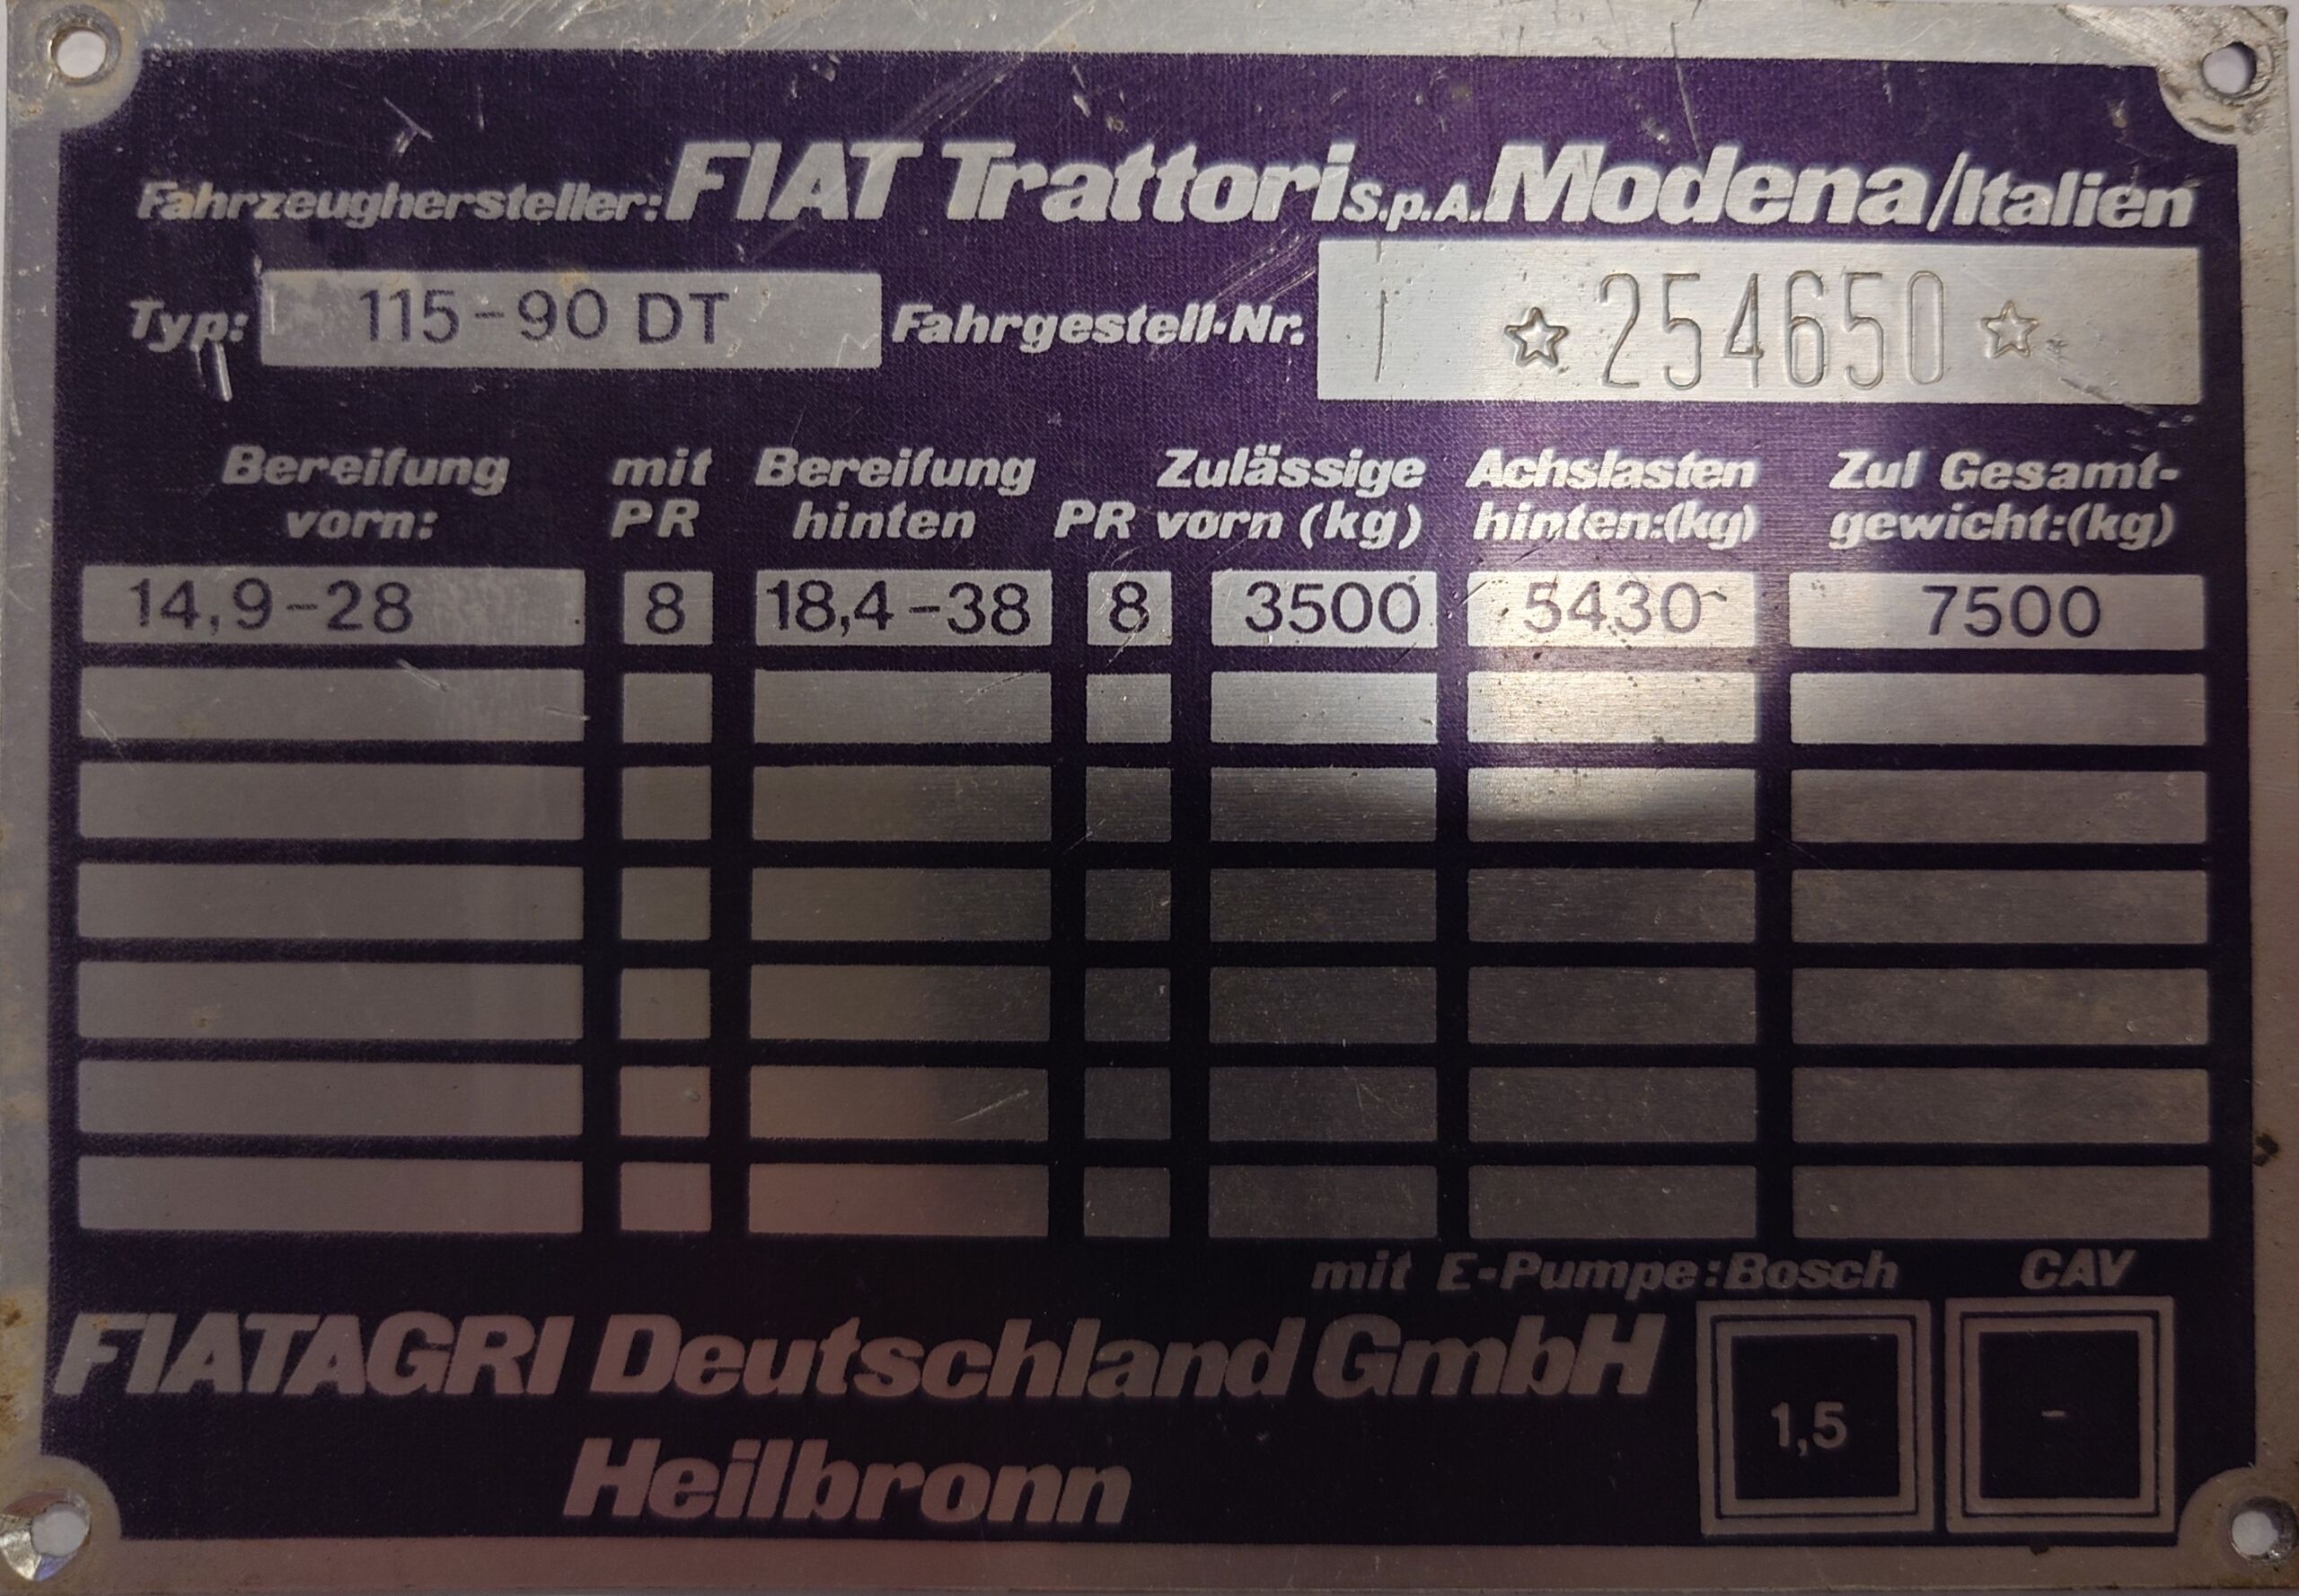 Fahrzeughersteller: FIAT Trattori S.p.A. Modena/Italien
Typ: 115-90 DT Fahrgestell-Nr. I ☆254650☆
Bereifung mit Bereifung Zulässige Achslasten Zul Gesamt-
vorn: PR hinten PR vorn (kg) hinten:(kg) gewicht:(kg)
14,9-28 8 18,4-38 8 3500 5430 7500
mit E-Pumpe: Bosch CAV
FIATAGRI Deutschland GmbH
1,5 -
Heilbronn